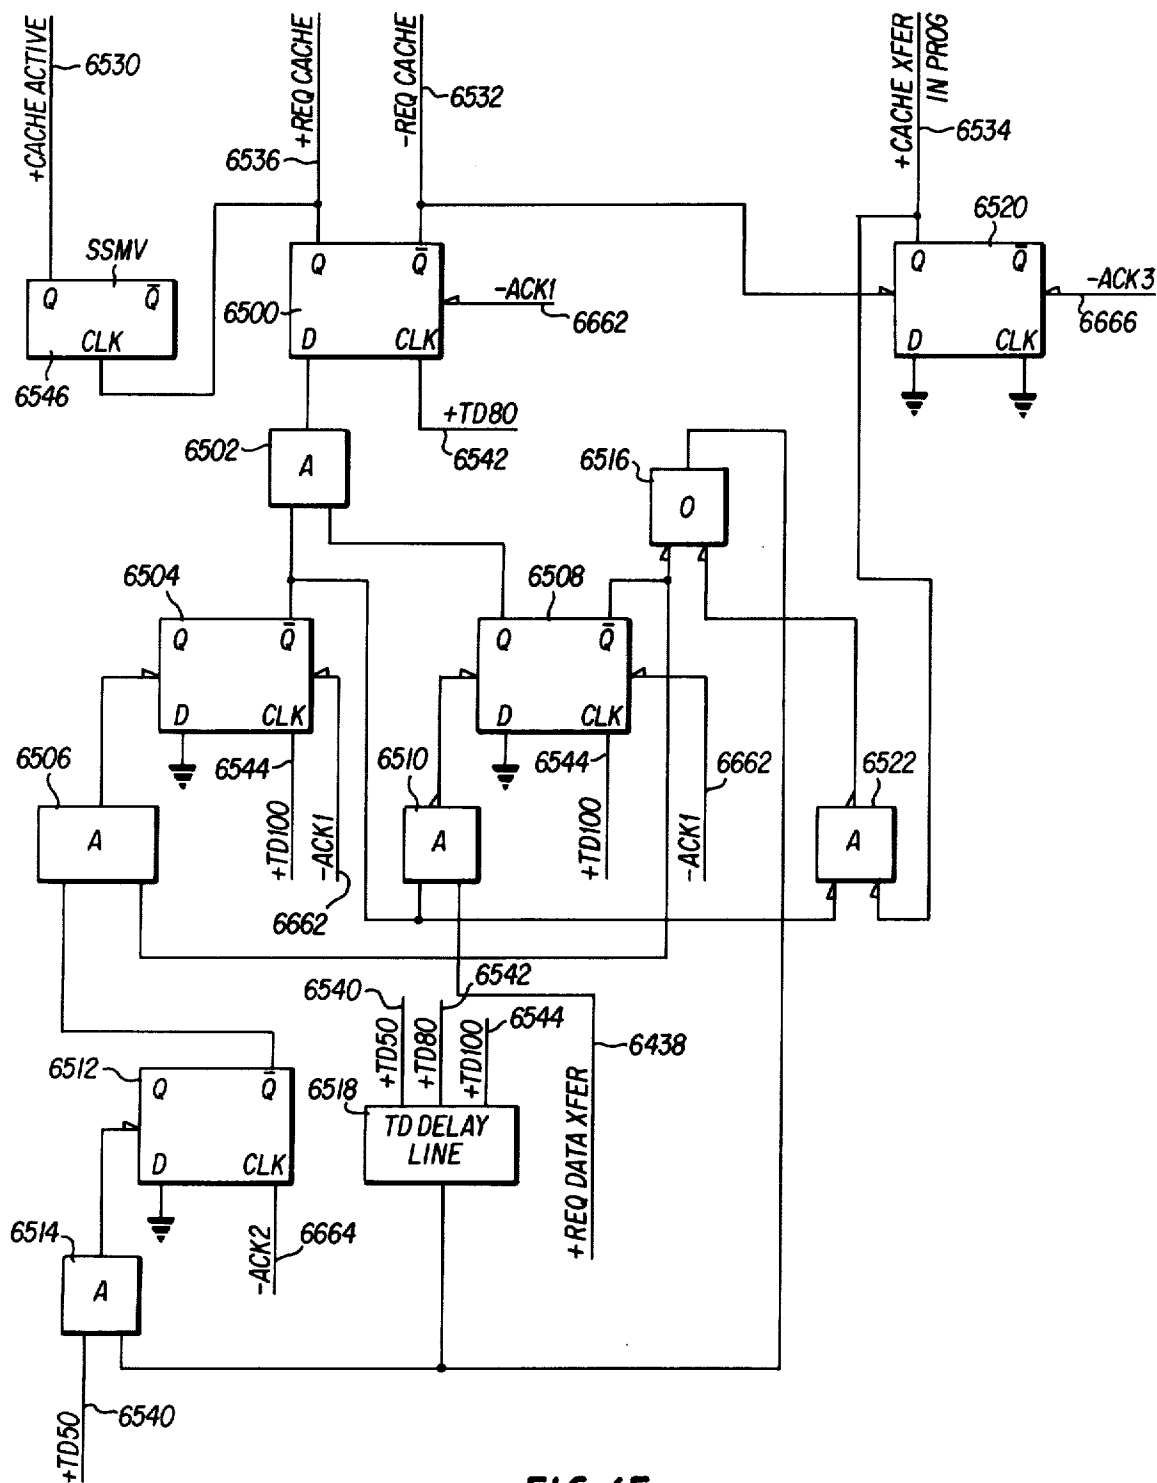 +CACHE ACTIVE
6530
+REQ CACHE
6536
-REQ CACHE
6532
+CACHE XFER
IN PROG
6534
SSMV
Q
Q̅
CLK
6546
Q
Q̅
6500
D
CLK
-ACK1
6662
+TD80
6542
6520
Q
Q̅
D
CLK
-ACK3
6666
6502
A
6516
O
6504
Q
Q̅
D
CLK
6544
+TD100
-ACK1
6662
6508
Q
Q̅
D
CLK
6544
+TD100
-ACK1
6662
6506
A
6510
A
6522
A
6540
+TD50
6542
+TD80
6544
+TD100
6518
TD DELAY
LINE
6438
+REQ DATA XFER
6512
Q
Q̅
D
CLK
-ACK2
6664
6514
A
+TD50
6540